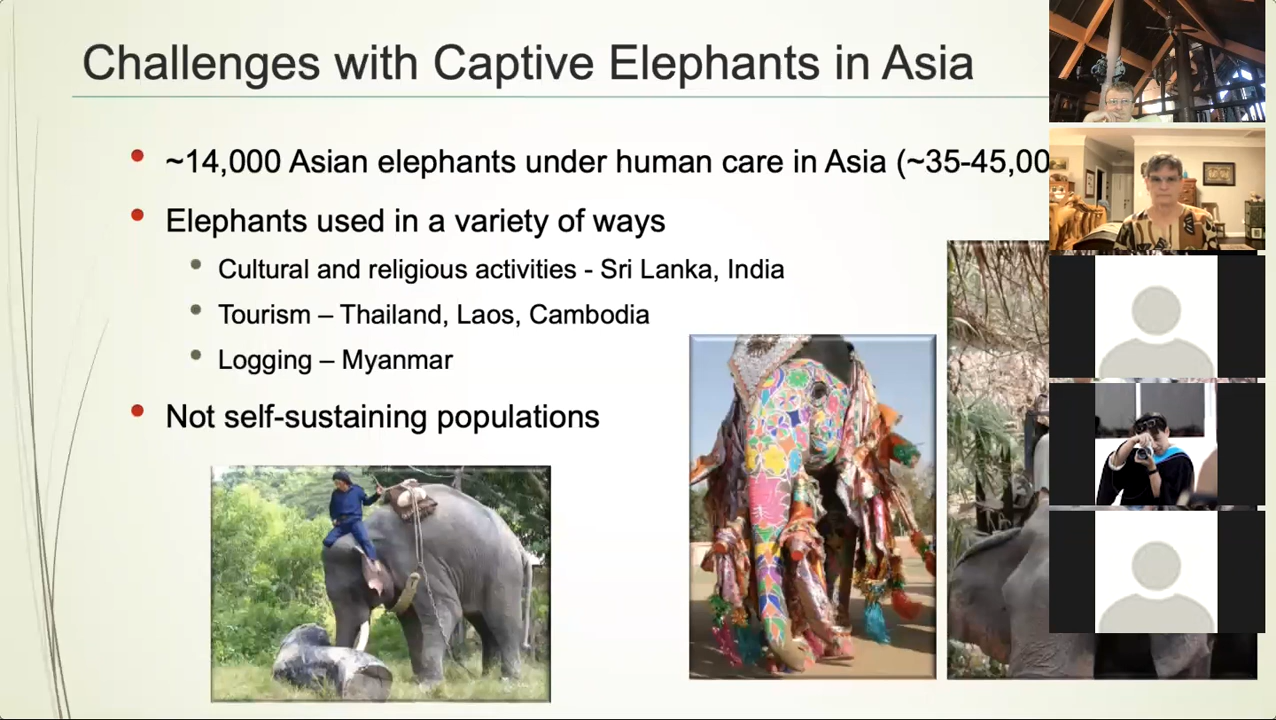 Challenges with Captive Elephants in Asia
~14,000 Asian elephants under human care in Asia (~35-45,00
Elephants used in a variety of ways
Cultural and religious activities - Sri Lanka, India
Tourism – Thailand, Laos, Cambodia
Logging – Myanmar
Not self-sustaining populations